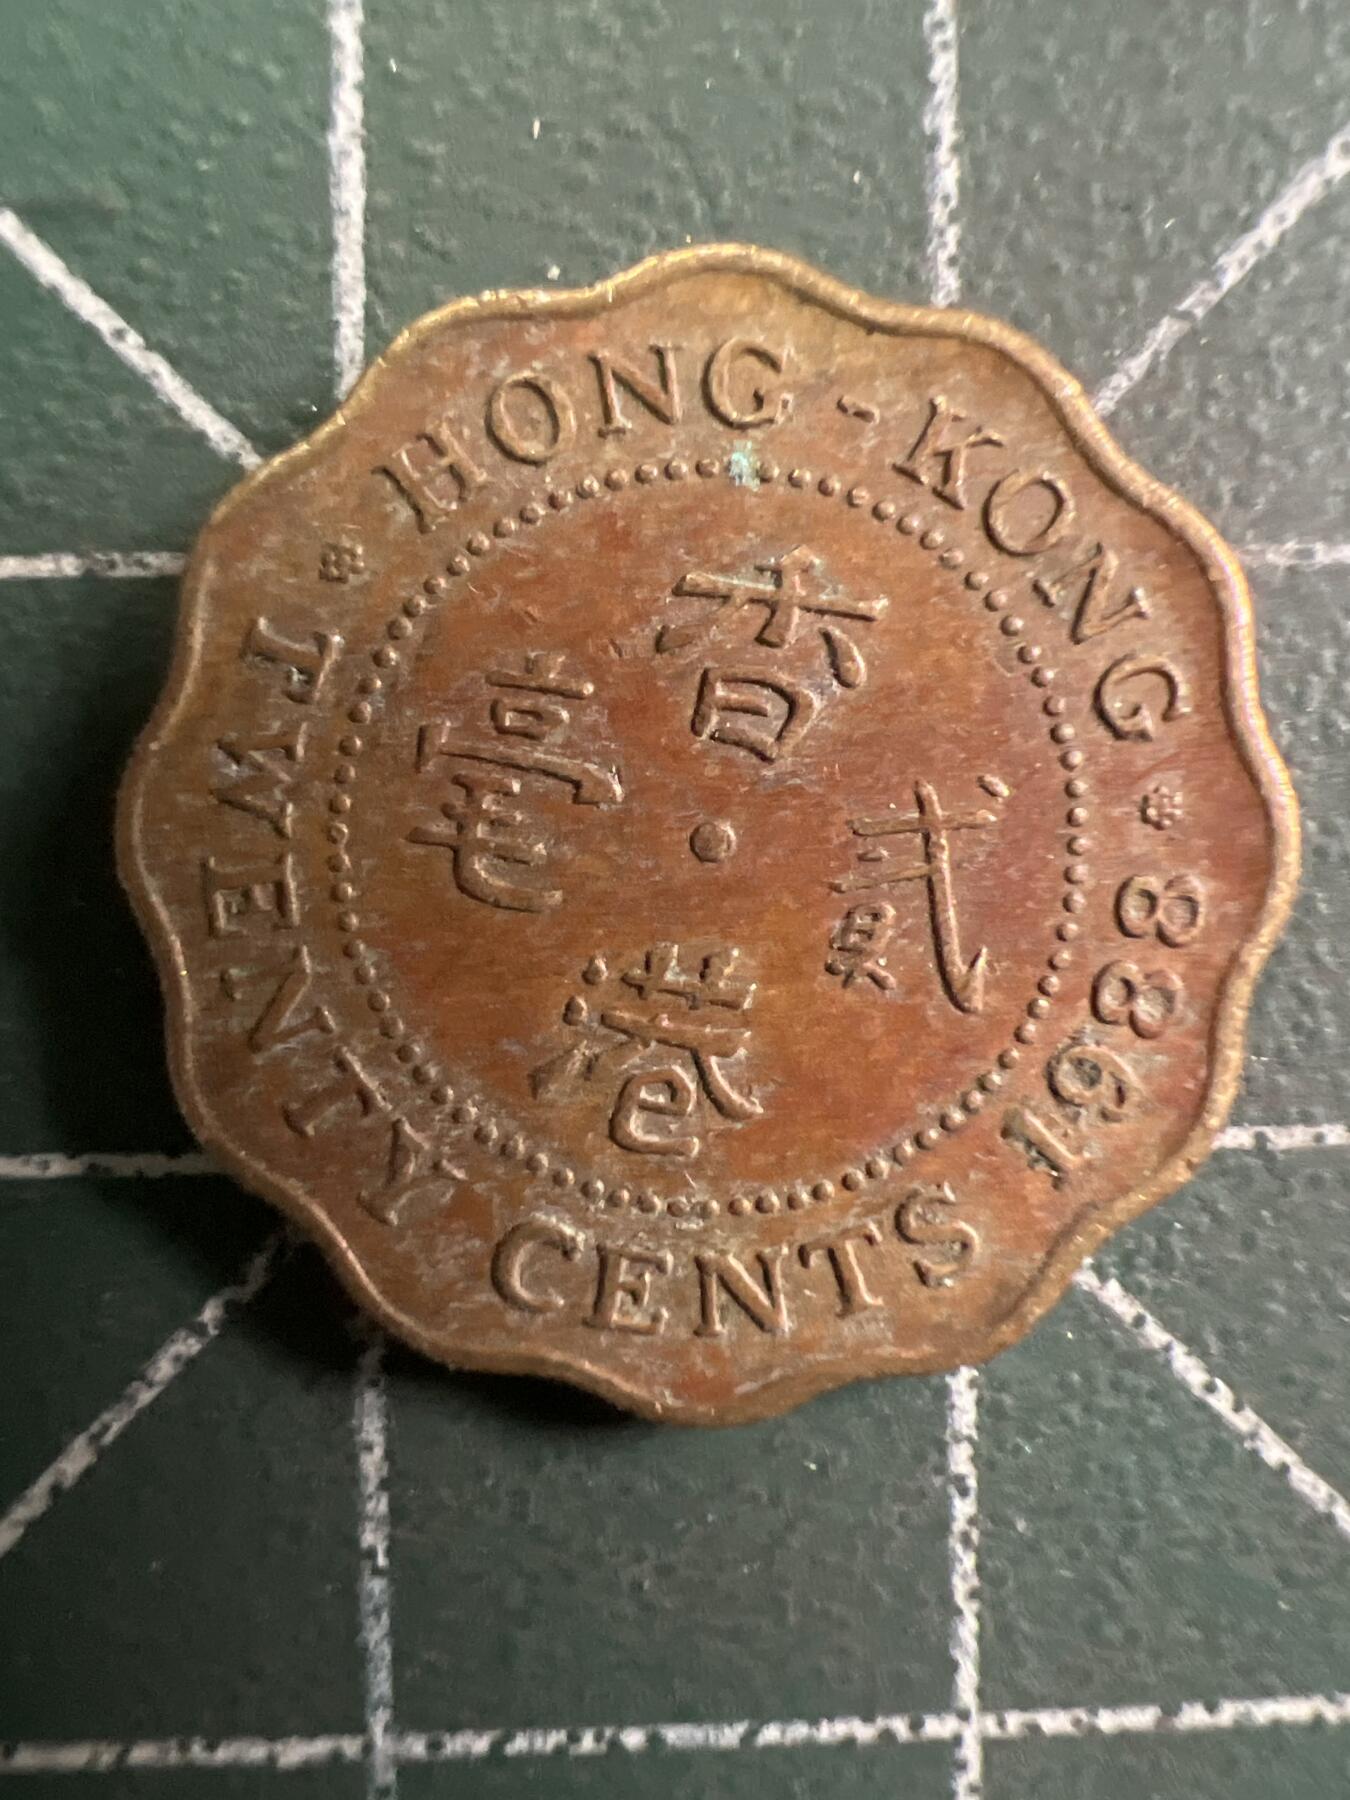 HONG-KONG
TWENTY CENTS 1988
香港
貳毫